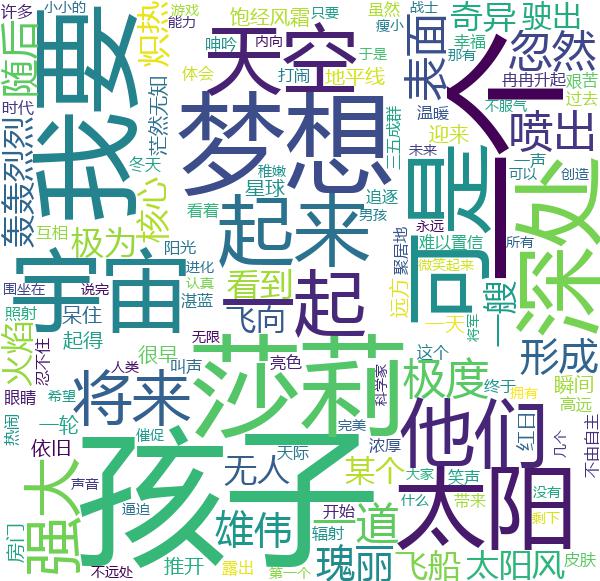 许多
小小的
战士
游戏
能力
只要
虽然
瘦小
奇异
驶出
随后
我要
炽热
天空
饱经风霜
呻吟
内向
于是
那有
幸福
冉冉升起
艰苦
忽然
表面
一个
时代
体会
打闹
地平线
不服气
过去
温暖
喷出
轰轰烈烈
茫然无知
梦想
三五成群
迎来
未来
一声
冬天
稚嫩
星球
追逐
男孩
可是
可以
创造
深处
核心
看着
起来
互相
极为
阳光
永远
难以置信
所有
聚居地
微笑起来
远方
进化
认真
湛蓝
看到
一起
围坐在
说完
宇宙
照射
呆住
飞向
一天
一艘
将军
火焰
忍不住
起得
无限
很早
叫声
亮色
莎莉
科学家
这个
形成
人类
极度
终于
瞬间
眼睛
希望
将来
拥有
高远
热闹
一轮
催促
完美
他们
太阳
红日
几个
不由自主
依旧
孩子
天际
浓厚
大家
笑声
没有
声音
无人
某个
什么
带来
剩下
强大
逼迫
开始
一道
雄伟
辐射
房门
不远处
推开
露出
第一个
瑰丽
飞船
太阳风
皮肤